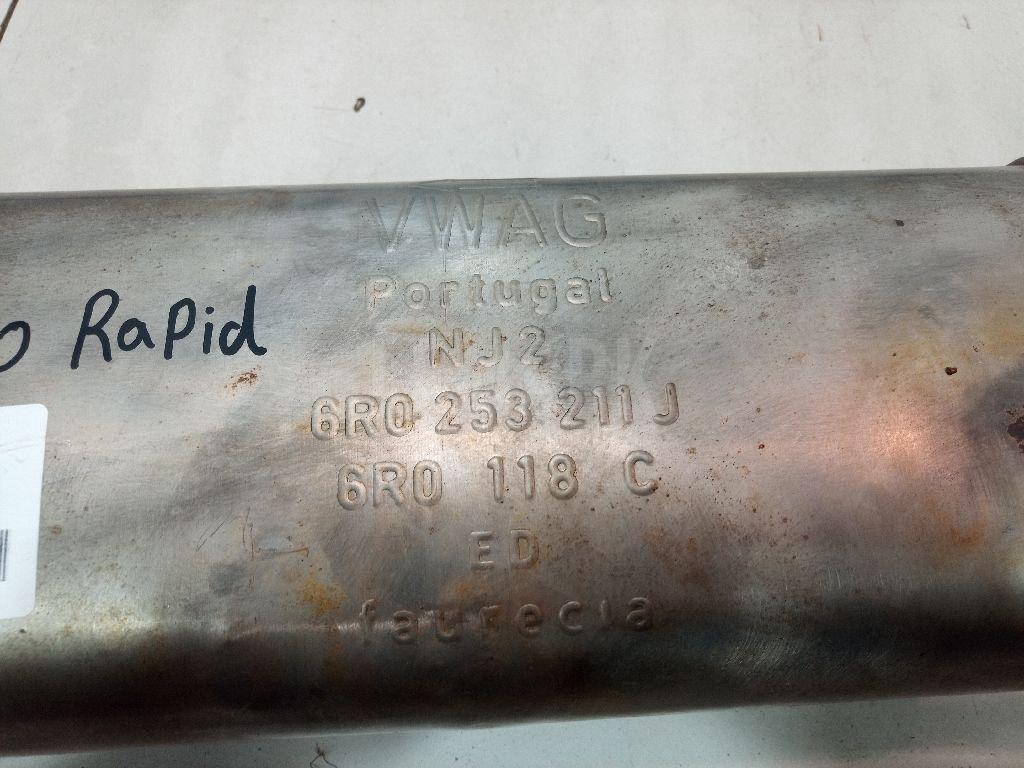 VWAG
Portugal
Rapid
NJ2
6R0 253 211 J
6R0 118 C
ED
faurecia